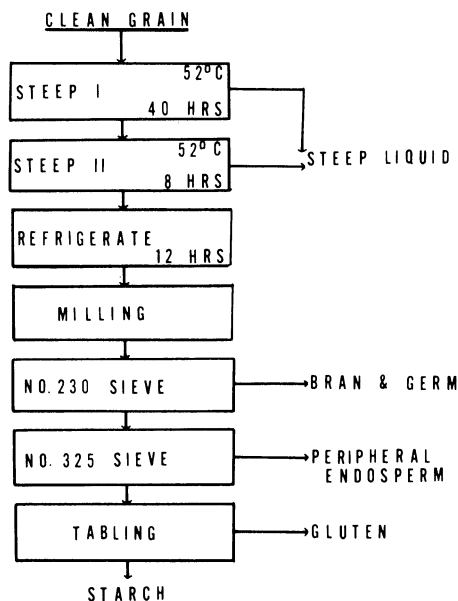 CLEAN GRAIN
52°C
STEEP I
40 HRS
52°C
STEEP II
8 HRS
STEEP LIQUID
REFRIGERATE
12 HRS
MILLING
NO.230 SIEVE
BRAN & GERM
NO. 325 SIEVE
PERIPHERAL
ENDOSPERM
TABLING
GLUTEN
STARCH